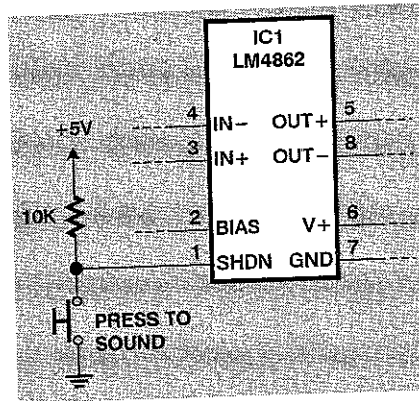 IC1
LM4862
4 IN- OUT+ 5
3 IN+ OUT- 8
2 BIAS V+ 6
1 SHDN GND 7
+5V
10K
PRESS TO
SOUND